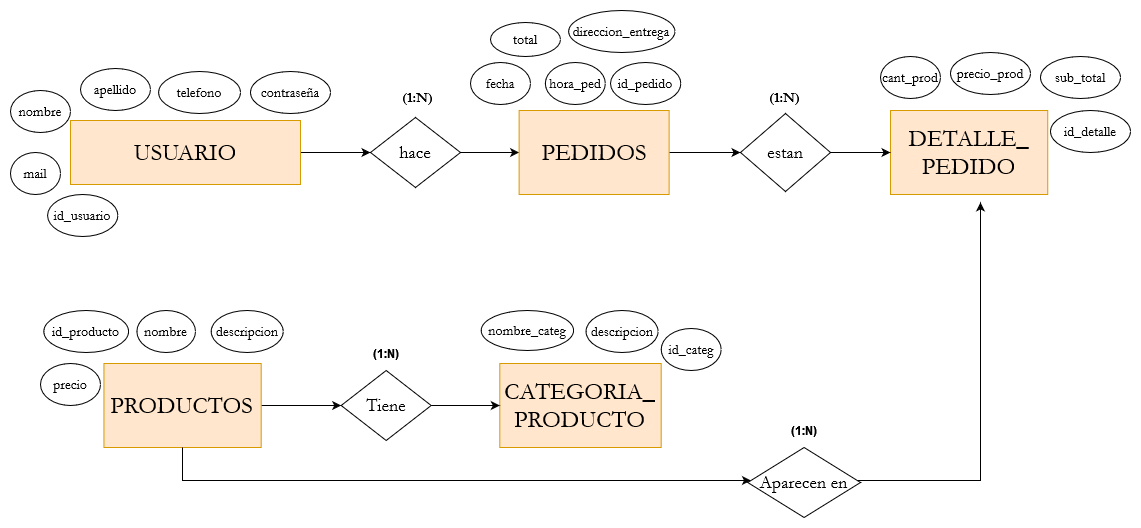 total
direccion_entrega
fecha
hora_ped
id_pedido
cant_prod
precio_prod
sub_total
id_detalle
nombre
apellido
telefono
contraseña
mail
id_usuario
USUARIO
(1:N)
hace
PEDIDOS
(1:N)
estan
DETALLE_
PEDIDO
id_producto
nombre
descripcion
precio
PRODUCTOS
(1:N)
Tiene
nombre_categ
descripcion
id_categ
CATEGORIA_
PRODUCTO
(1:N)
Aparecen en